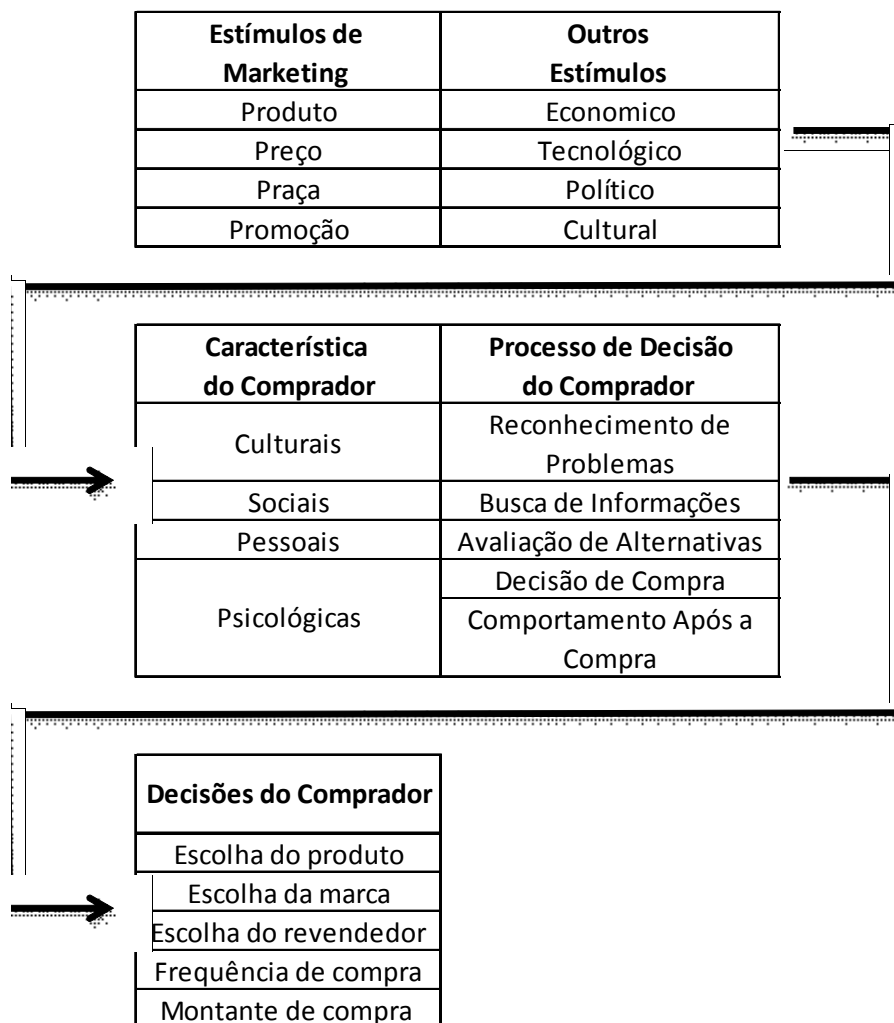 Estímulos de
Marketing
Outros
Estímulos
Produto
Economico
Preço
Tecnológico
Praça
Político
Promoção
Cultural
Característica
do Comprador
Processo de Decisão
do Comprador
Culturais
Reconhecimento de
Problemas
Sociais
Busca de Informações
Pessoais
Avaliação de Alternativas
Psicológicas
Decisão de Compra
Comportamento Após a
Compra
Decisões do Comprador
Escolha do produto
Escolha da marca
Escolha do revendedor
Frequência de compra
Montante de compra